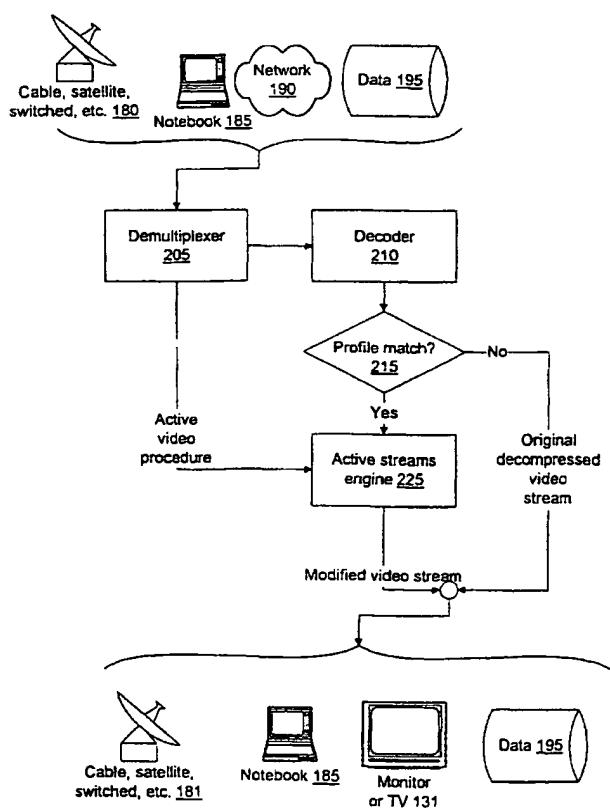 Cable, satellite,
switched, etc. 180
Notebook 185
Network
190
Data 195
Demultiplexer
205
Decoder
210
Profile match?
215
No
Yes
Active
video
procedure
Active streams
engine 225
Original
decompressed
video
stream
Modified video stream
Cable, satellite,
switched, etc. 181
Notebook 185
Monitor
or TV 131
Data 195